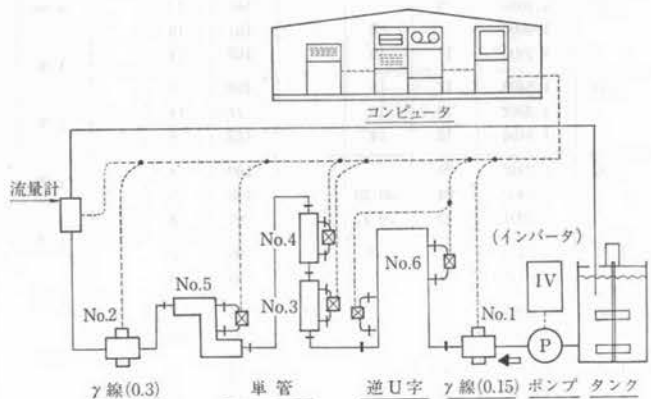 コンピュータ
流量計
No.4
No.5
No.6
(インバータ)
No.3
No.2
No.1
IV
P
γ線(0.3)
単管
逆U字
γ線(0.15)
ポンプ
タンク